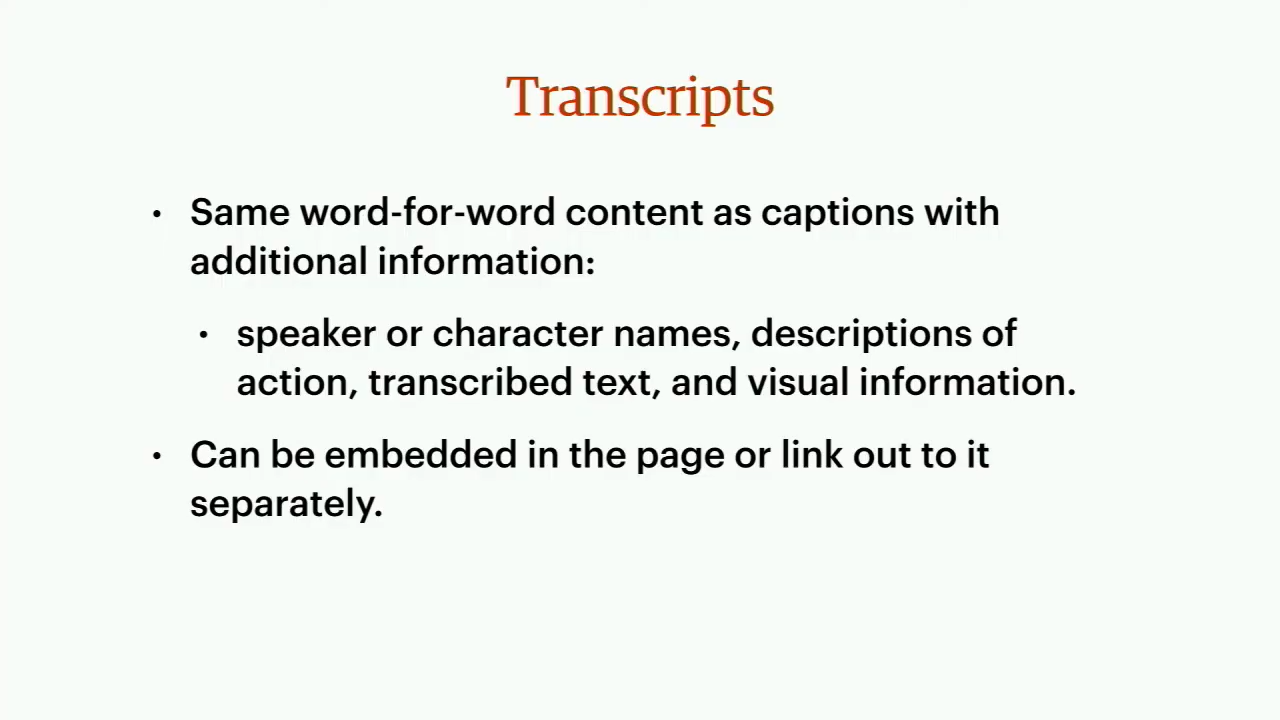 Transcripts
• Same word-for-word content as captions with
additional information:
• speaker or character names, descriptions of
action, transcribed text, and visual information.
• Can be embedded in the page or link out to it
separately.